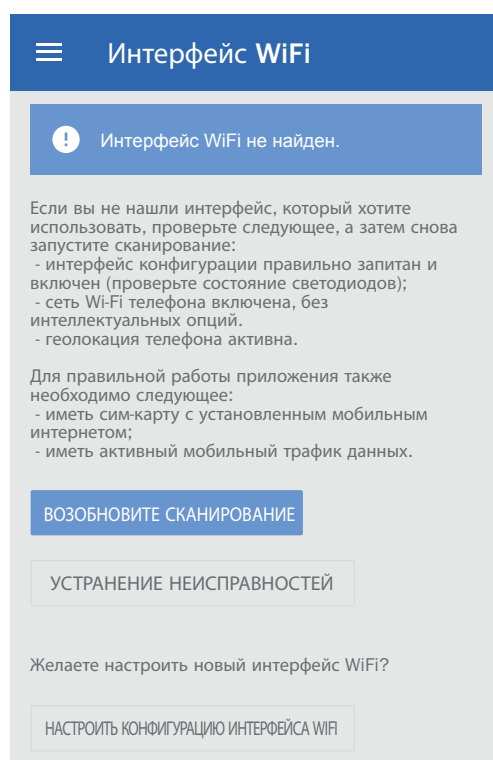 Интерфейс WiFi
Интерфейс WiFi не найден.
Если вы не нашли интерфейс, который хотите
использовать, проверьте следующее, а затем снова
запустите сканирование:
- интерфейс конфигурации правильно запитан и
включен (проверьте состояние светодиодов);
- сеть Wi-Fi телефона включена, без
интеллектуальных опций.
- геолокация телефона активна.
Для правильной работы приложения также
необходимо следующее:
- иметь сим-карту с установленным мобильным
интернетом;
- иметь активный мобильный трафик данных.
ВОЗОБНОВИТЕ СКАНИРОВАНИЕ
УСТРАНЕНИЕ НЕИСПРАВНОСТЕЙ
Желаете настроить новый интерфейс WiFi?
НАСТРОИТЬ КОНФИГУРАЦИЮ ИНТЕРФЕЙСА WIFI